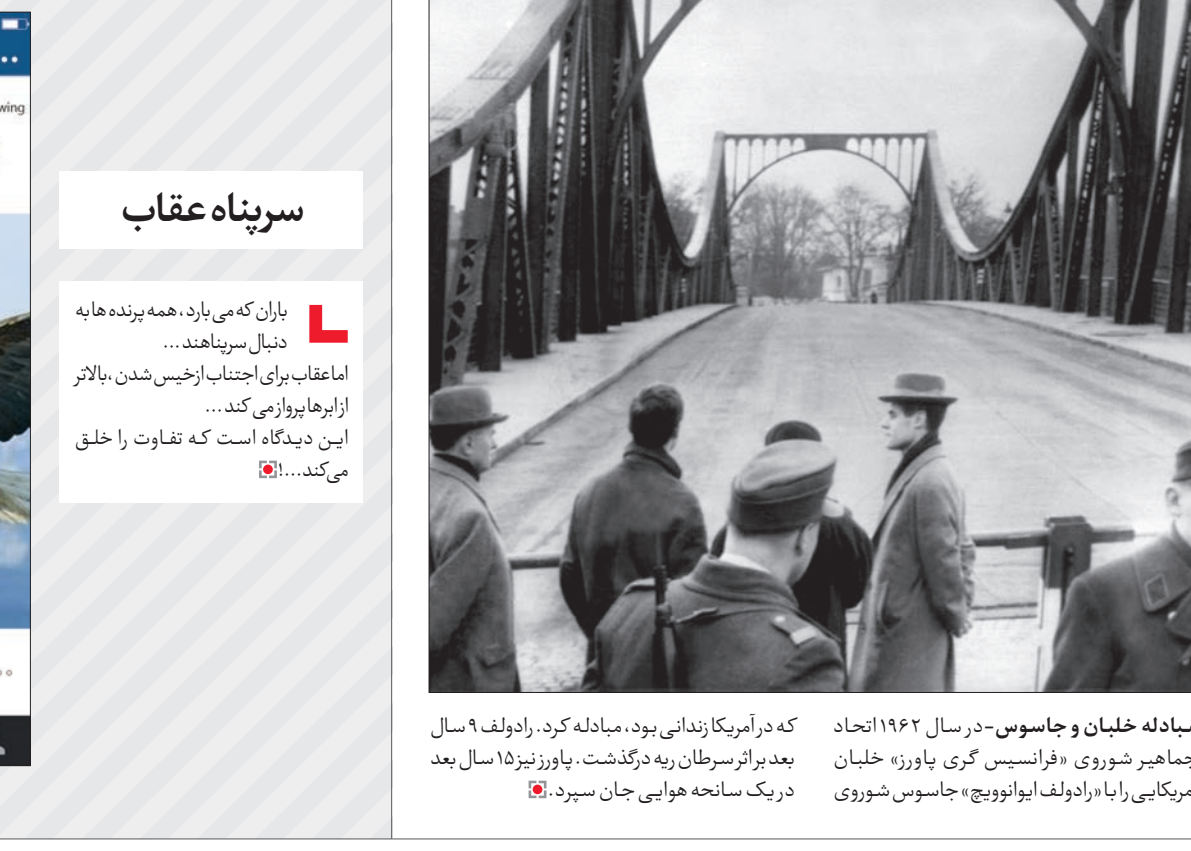 مبادله خلبان و جاسوس-در سال ۱۹۶۲ اتحاد
جماهیر شوروی «فرانسیس گری پاورز» خلبان
آمریکایی را با «رادولف ایوانوویچ» جاسوس شوروی
که در آمریکا زندانی بود، مبادله کرد. رادولف ۹ سال
بعد بر اثر سرطان ریه درگذشت. پاورز نیز ۱۵ سال بعد
در یک سانحه هوایی جان سپرد.
سرپناه عقاب
باران که می بارد ، همه پرنده ها به
دنبال سرپناهند ...
اما عقاب برای اجتناب از خیس شدن ، بالاتر
از ابرها پرواز می کند ...
این دیدگاه است که تفاوت را خلق
می‌کند...!
wing